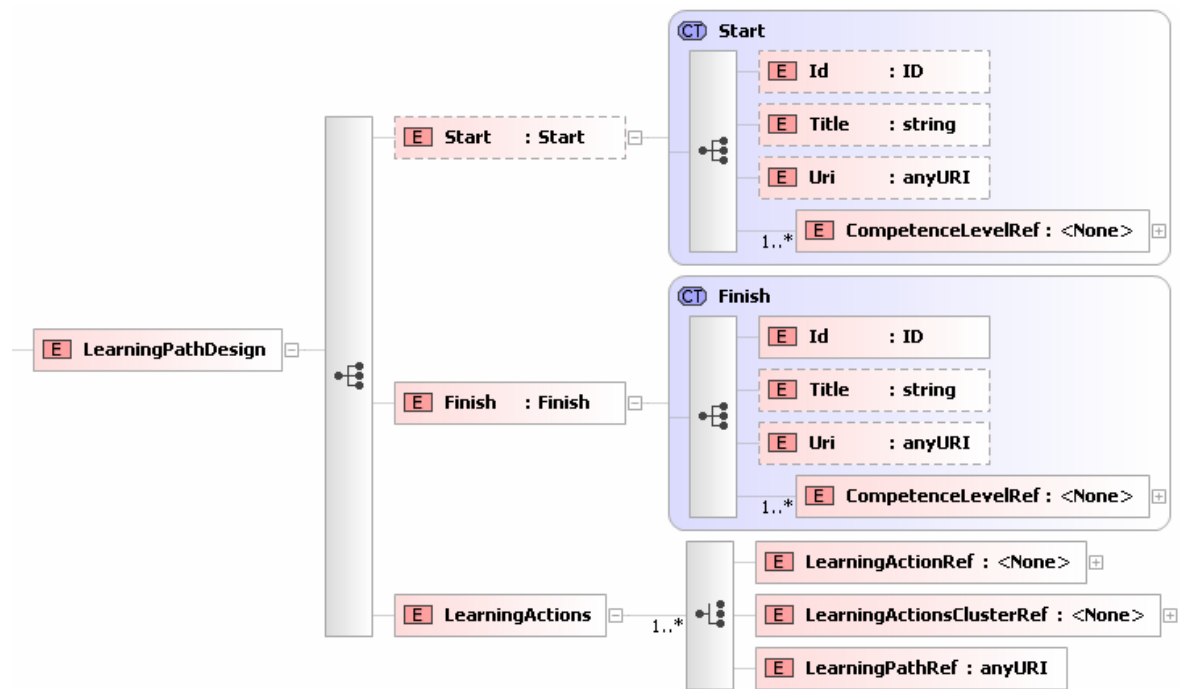 CT Start
E Id : ID
E Title : string
E Start : Start
E Uri : anyURI
1..* E CompetenceLevelRef : <None>
CT Finish
E Id : ID
E LearningPathDesign
E Title : string
E Finish : Finish
E Uri : anyURI
1..* E CompetenceLevelRef : <None>
E LearningActionRef : <None>
E LearningActions
1..* E LearningActionsClusterRef : <None>
E LearningPathRef : anyURI